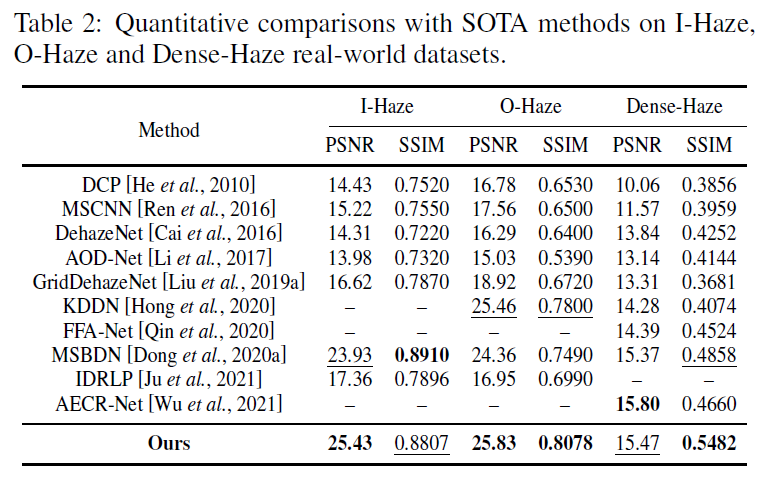 Table 2: Quantitative comparisons with SOTA methods on I-Haze,
O-Haze and Dense-Haze real-world datasets.
Method I-Haze O-Haze Dense-Haze
PSNR SSIM PSNR SSIM PSNR SSIM
DCP [He et al., 2010] 14.43 0.7520 16.78 0.6530 10.06 0.3856
MSCNN [Ren et al., 2016] 15.22 0.7550 17.56 0.6500 11.57 0.3959
DehazeNet [Cai et al., 2016] 14.31 0.7220 16.29 0.6400 13.84 0.4252
AOD-Net [Li et al., 2017] 13.98 0.7320 15.03 0.5390 13.14 0.4144
GridDehazeNet [Liu et al., 2019a] 16.62 0.7870 18.92 0.6720 13.31 0.3681
KDDN [Hong et al., 2020] – – 25.46 0.7800 14.28 0.4074
FFA-Net [Qin et al., 2020] – – – – 14.39 0.4524
MSBDN [Dong et al., 2020a] 23.93 0.8910 24.36 0.7490 15.37 0.4858
IDRLP [Ju et al., 2021] 17.36 0.7896 16.95 0.6990 – –
AECR-Net [Wu et al., 2021] – – – – 15.80 0.4660
Ours 25.43 0.8807 25.83 0.8078 15.47 0.5482